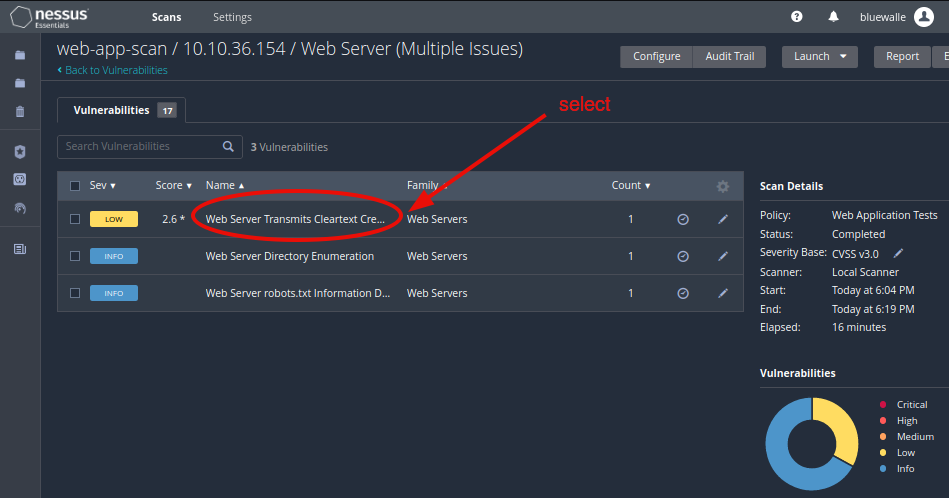 nessus Essentials Scans Settings bluewalle
web-app-scan / 10.10.36.154 / Web Server (Multiple Issues)
Configure Audit Trail Launch Report
Back to Vulnerabilities
Vulnerabilities 17
select
Search Vulnerabilities 3 Vulnerabilities
Sev Score Name Family Count
LOW 2.6 * Web Server Transmits Cleartext Cre... Web Servers 1
INFO Web Server Directory Enumeration Web Servers 1
INFO Web Server robots.txt Information D... Web Servers 1
Scan Details
Policy: Web Application Tests
Status: Completed
Severity Base: CVSS v3.0
Scanner: Local Scanner
Start: Today at 6:04 PM
End: Today at 6:19 PM
Elapsed: 16 minutes
Vulnerabilities
Critical
High
Medium
Low
Info